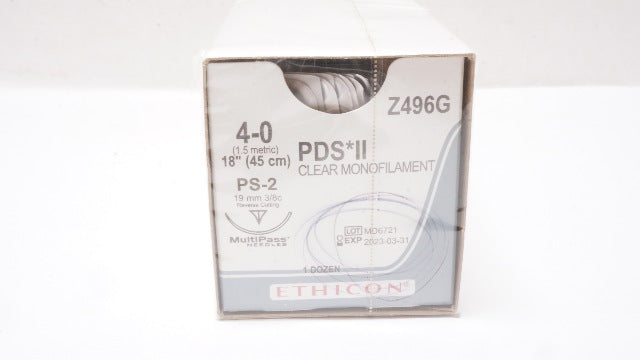 Z496G
4-0
(1.5 metric)
18" (45 cm)
PDS*II
CLEAR MONOFILAMENT
PS-2
19 mm 3/8c
Reverse Cutting
MultiPass®
NEEDLES
LOT MD6721
EXP 2023-03-31
1 DOZEN
ETHICON